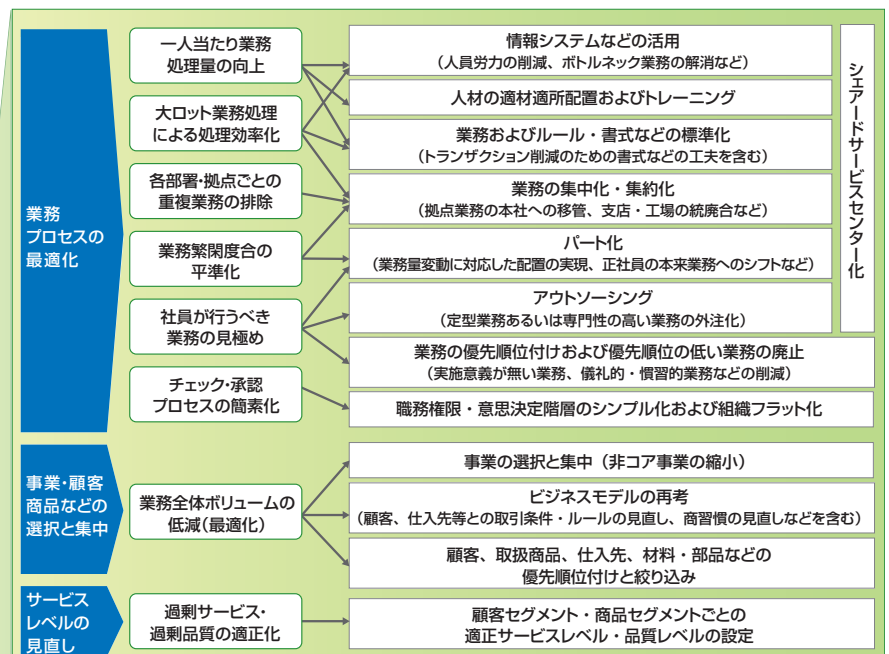 業務
プロセスの
最適化
一人当たり業務
処理量の向上
大ロット業務処理
による処理効率化
各部署・拠点ごとの
重複業務の排除
業務繁閑度合の
平準化
社員が行うべき
業務の見極め
チェック・承認
プロセスの簡素化
情報システムなどの活用
（人員労力の削減、ボトルネック業務の解消など）
人材の適材適所配置およびトレーニング
業務およびルール・書式などの標準化
（トランザクション削減のための書式などの工夫を含む）
業務の集中化・集約化
（拠点業務の本社への移管、支店・工場の統廃合など）
パート化
（業務量変動に対応した配置の実現、正社員の本来業務へのシフトなど）
アウトソーシング
（定型業務あるいは専門性の高い業務の外注化）
業務の優先順位付けおよび優先順位の低い業務の廃止
（実施意義が無い業務、儀礼的・慣習的業務などの削減）
職務権限・意思決定階層のシンプル化および組織フラット化
シェアードサービスセンター化
事業・顧客
商品などの
選択と集中
業務全体ボリュームの
低減（最適化）
事業の選択と集中（非コア事業の縮小）
ビジネスモデルの再考
（顧客、仕入先等との取引条件・ルールの見直し、商習慣の見直しなどを含む）
顧客、取扱商品、仕入先、材料・部品などの
優先順位付けと絞り込み
サービス
レベルの
見直し
過剰サービス・
過剰品質の適正化
顧客セグメント・商品セグメントごとの
適正サービスレベル・品質レベルの設定